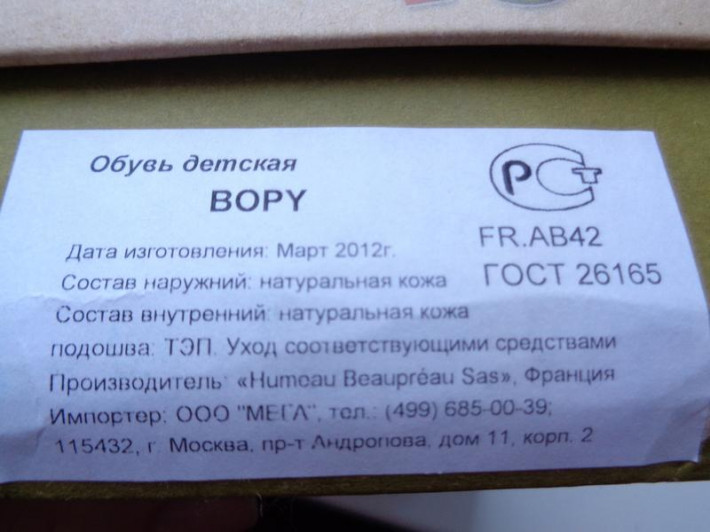 Обувь детская
BOPY
РСТ
FR.AB42
ГОСТ 26165
Дата изготовления: Март 2012г.
Состав наружний: натуральная кожа
Состав внутренний: натуральная кожа
подошва: ТЭП. Уход соответствующими средствами
Производитель: «Humeau Beaupréau Sas», Франция
Импортер: ООО "МЕГА", тел.: (499) 685-00-39;
115432, г. Москва, пр-т Андропова, дом 11, корп. 2